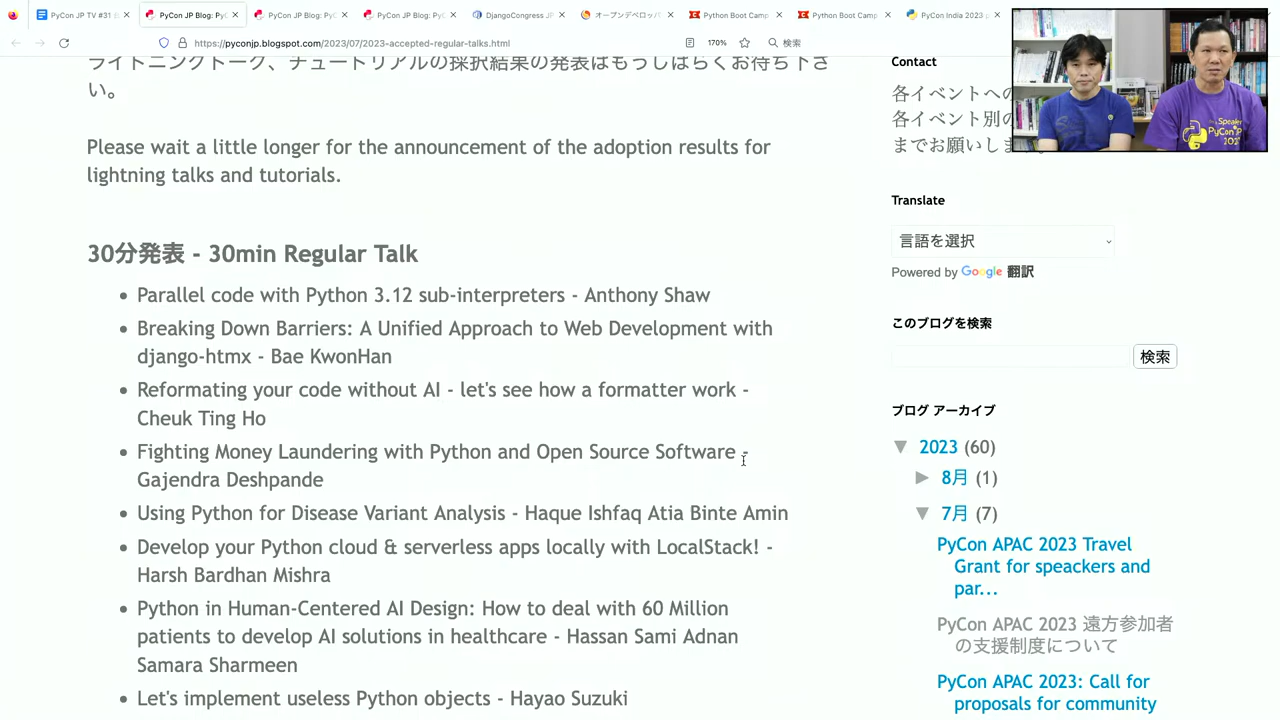 PyCon JP TV #31 B
PyCon JP Blog: PyC
PyCon JP Blog: PyC
PyCon JP Blog: PyC
DjangoCongress JP
オープンデベロッパ
Python Boot Camp
Python Boot Camp
PyCon India 2023
https://pyconjp.blogspot.com/2023/07/2023-accepted-regular-talks.html
170%
検索
ライトニングトーク、チュートリアルの採択結果の発表はもうしばらくお待ち下さ
い。
Please wait a little longer for the announcement of the adoption results for
lightning talks and tutorials.
30分発表 - 30min Regular Talk
• Parallel code with Python 3.12 sub-interpreters - Anthony Shaw
• Breaking Down Barriers: A Unified Approach to Web Development with
django-htmx - Bae KwonHan
• Reformating your code without AI - let's see how a formatter work -
Cheuk Ting Ho
• Fighting Money Laundering with Python and Open Source Software -
Gajendra Deshpande
• Using Python for Disease Variant Analysis - Haque Ishfaq Atia Binte Amin
• Develop your Python cloud & serverless apps locally with LocalStack! -
Harsh Bardhan Mishra
• Python in Human-Centered AI Design: How to deal with 60 Million
patients to develop AI solutions in healthcare - Hassan Sami Adnan
Samara Sharmeen
• Let's implement useless Python objects - Hayao Suzuki
Contact
各イベントへの
各イベント別の
までお願いしま
Translate
言語を選択
Powered by Google 翻訳
このブログを検索
検索
ブログ アーカイブ
▼ 2023 (60)
► 8月 (1)
▼ 7月 (7)
PyCon APAC 2023 Travel
Grant for speackers and
par...
PyCon APAC 2023 遠方参加者
の支援制度について
PyCon APAC 2023: Call for
proposals for community
Speaker
PyCon JP